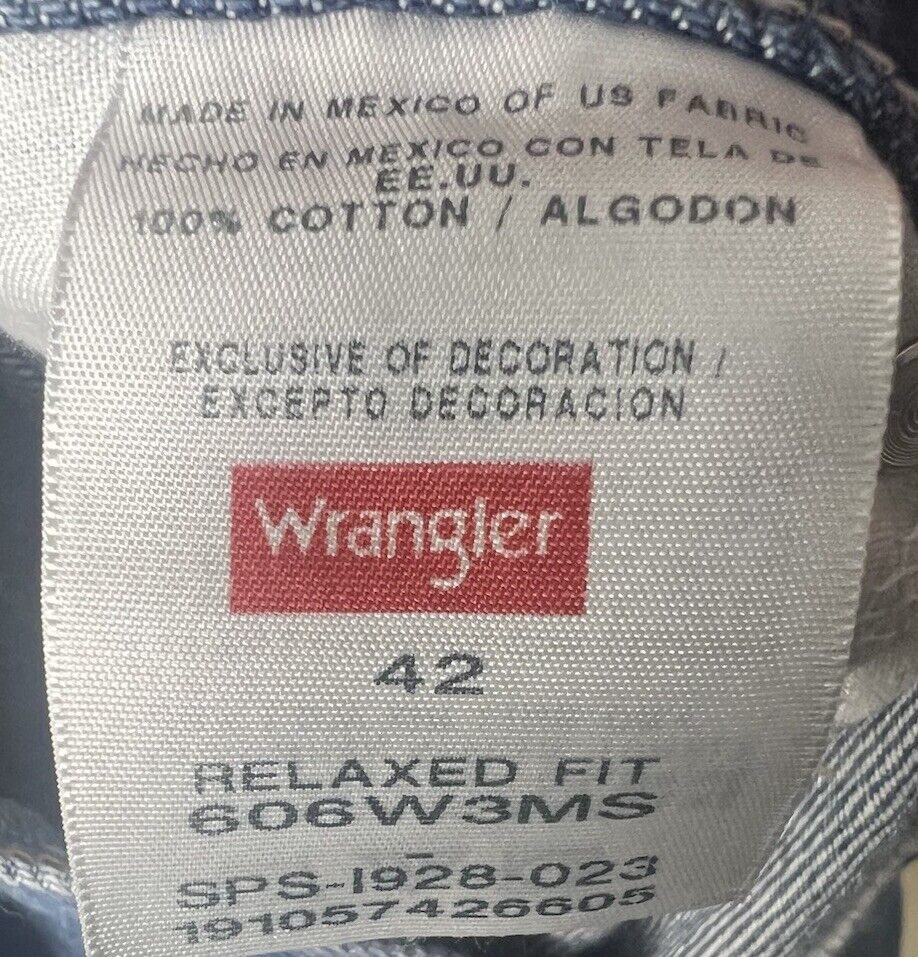 MADE IN MEXICO OF US FABRIC
HECHO EN MEXICO CON TELA DE
EE.UU.
100% COTTON / ALGODON
EXCLUSIVE OF DECORATION /
EXCEPTO DECORACION
Wrangler
42
RELAXED FIT
606W3MS
SPS-I928-023
191057426605